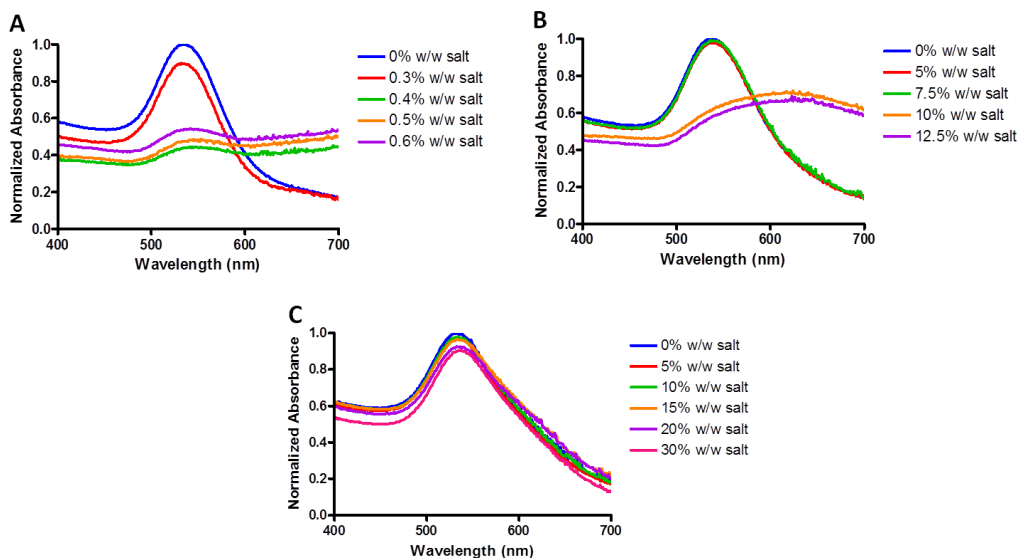 A
Normalized Absorbance
1.0
0.8
0.6
0.4
0.2
0.0
400
500
600
700
Wavelength (nm)
0% w/w salt
0.3% w/w salt
0.4% w/w salt
0.5% w/w salt
0.6% w/w salt
B
Normalized Absorbance
1.0
0.8
0.6
0.4
0.2
0.0
400
500
600
700
Wavelength (nm)
0% w/w salt
5% w/w salt
7.5% w/w salt
10% w/w salt
12.5% w/w salt
C
Normalized Absorbance
1.0
0.8
0.6
0.4
0.2
0.0
400
500
600
700
Wavelength (nm)
0% w/w salt
5% w/w salt
10% w/w salt
15% w/w salt
20% w/w salt
30% w/w salt